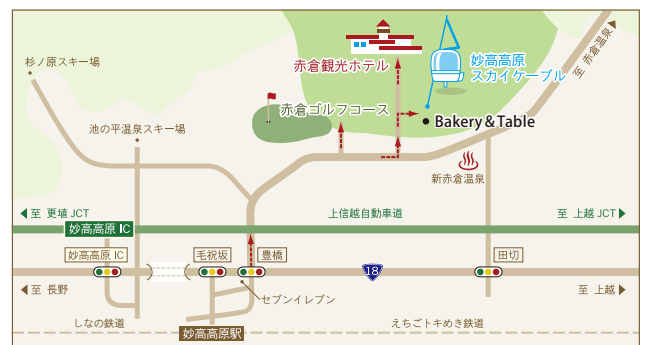 至 赤倉温泉
杉ノ原スキー場
赤倉観光ホテル
妙高高原
スカイケーブル
赤倉ゴルフコース
Bakery & Table
池の平温泉スキー場
新赤倉温泉
至 更埴 JCT
上信越自動車道
至 上越 JCT
妙高高原 IC
妙高高原 IC
毛祝坂
豊橋
田切
18
至 長野
セブンイレブン
至 上越
しなの鉄道
妙高高原駅
えちごトキめき鉄道